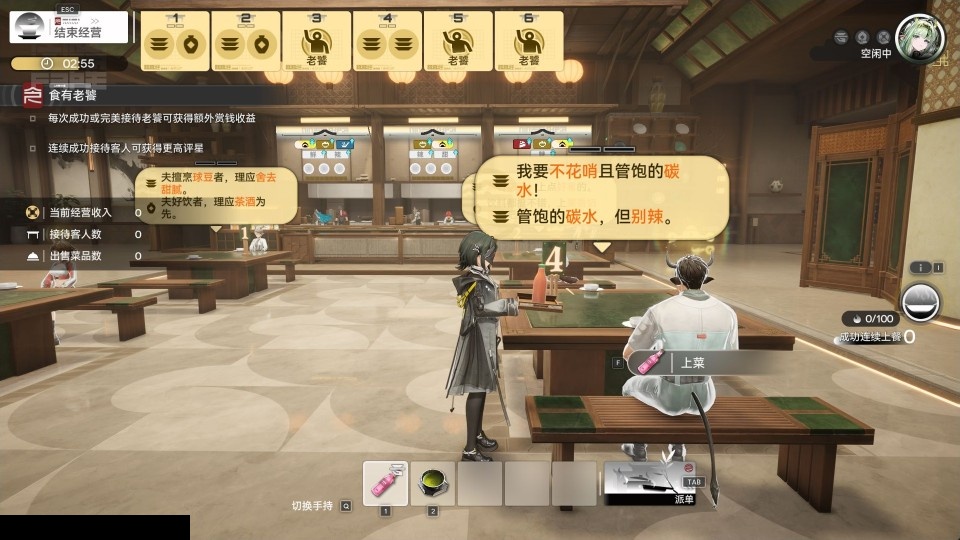 ESC
结束经营
02:55
1
2
3
4
5
6
老饕
老饕
老饕
空闲中
食有老饕
每次成功或完美接待老饕可获得额外赏钱收益
连续成功接待客人可获得更高评星
当前经营收入 0
接待客人数 0
出售菜品数 0
夫擅烹球豆者，理应舍去
甜腻。
夫好饮者，理应茶酒为
先。
1
我要不花哨且管饱的碳
水！
管饱的碳水，但别辣。
4
0/100
成功连续上餐 0
F
上菜
切换手持 Q
1
2
TAB
派单